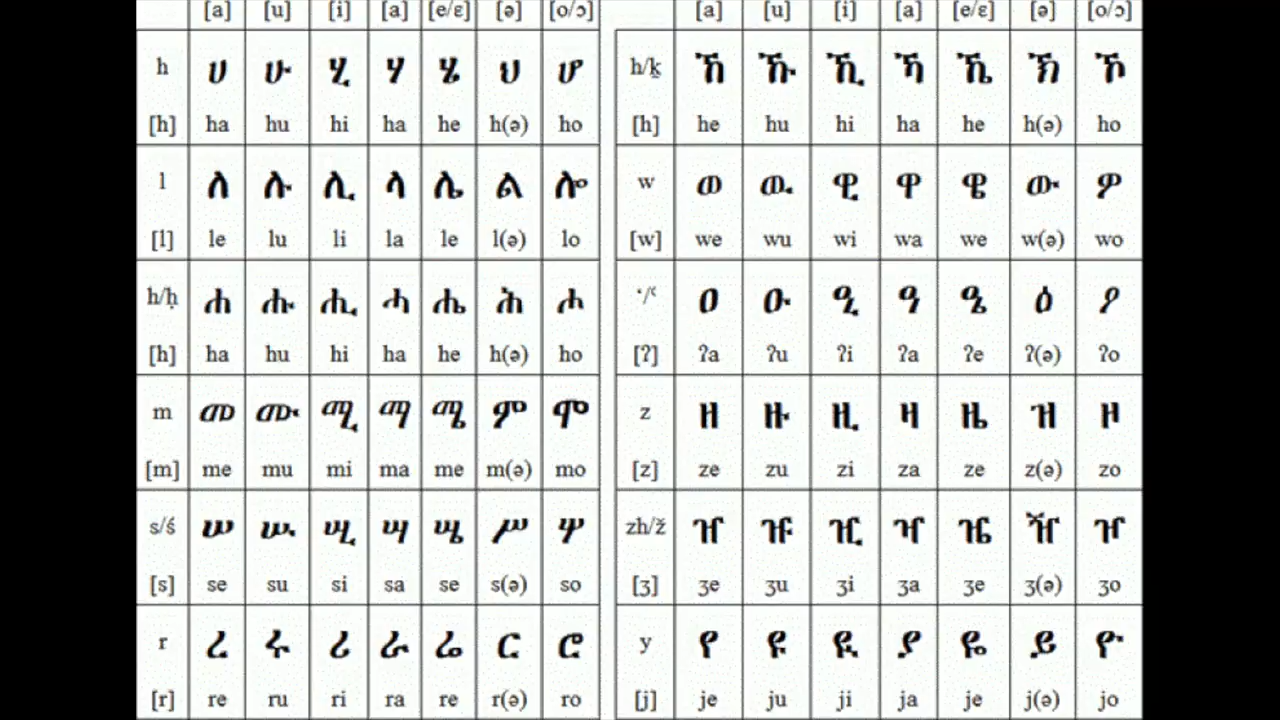 [a] [u] [i] [a] [e/ɛ] [ə] [o/ɔ] [a] [u] [i] [a] [e/ɛ] [ə] [o/ɔ]
h ሀ ሁ ሂ ሃ ሄ ህ ሆ h/ḵ ኸ ኹ ኺ ኻ ኼ ኽ ኾ
[h] ha hu hi ha he h(ə) ho [h] he hu hi ha he h(ə) ho
l ለ ሉ ሊ ላ ሌ ል ሎ w ወ ዉ ዊ ዋ ዌ ው ዎ
[l] le lu li la le l(ə) lo [w] we wu wi wa we w(ə) wo
h/ḥ ሐ ሑ ሒ ሓ ሔ ሕ ሖ ʼ/ʿ ዐ ዑ ዒ ዓ ዔ ዕ ዖ
[h] ha hu hi ha he h(ə) ho [ʔ] ʔa ʔu ʔi ʔa ʔe ʔ(ə) ʔo
m መ ሙ ሚ ማ ሜ ም ሞ z ዘ ዙ ዚ ዛ ዜ ዝ ዞ
[m] me mu mi ma me m(ə) mo [z] ze zu zi za ze z(ə) zo
s/ś ሠ ሡ ሢ ሣ ሤ ሥ ሦ zh/ž ዠ ዡ ዢ ዣ ዤ ዥ ዦ
[s] se su si sa se s(ə) so [ʒ] ʒe ʒu ʒi ʒa ʒe ʒ(ə) ʒo
r ረ ሩ ሪ ራ ሬ ር ሮ y የ ዩ ዪ ያ ዬ ይ ዮ
[r] re ru ri ra re r(ə) ro [j] je ju ji ja je j(ə) jo